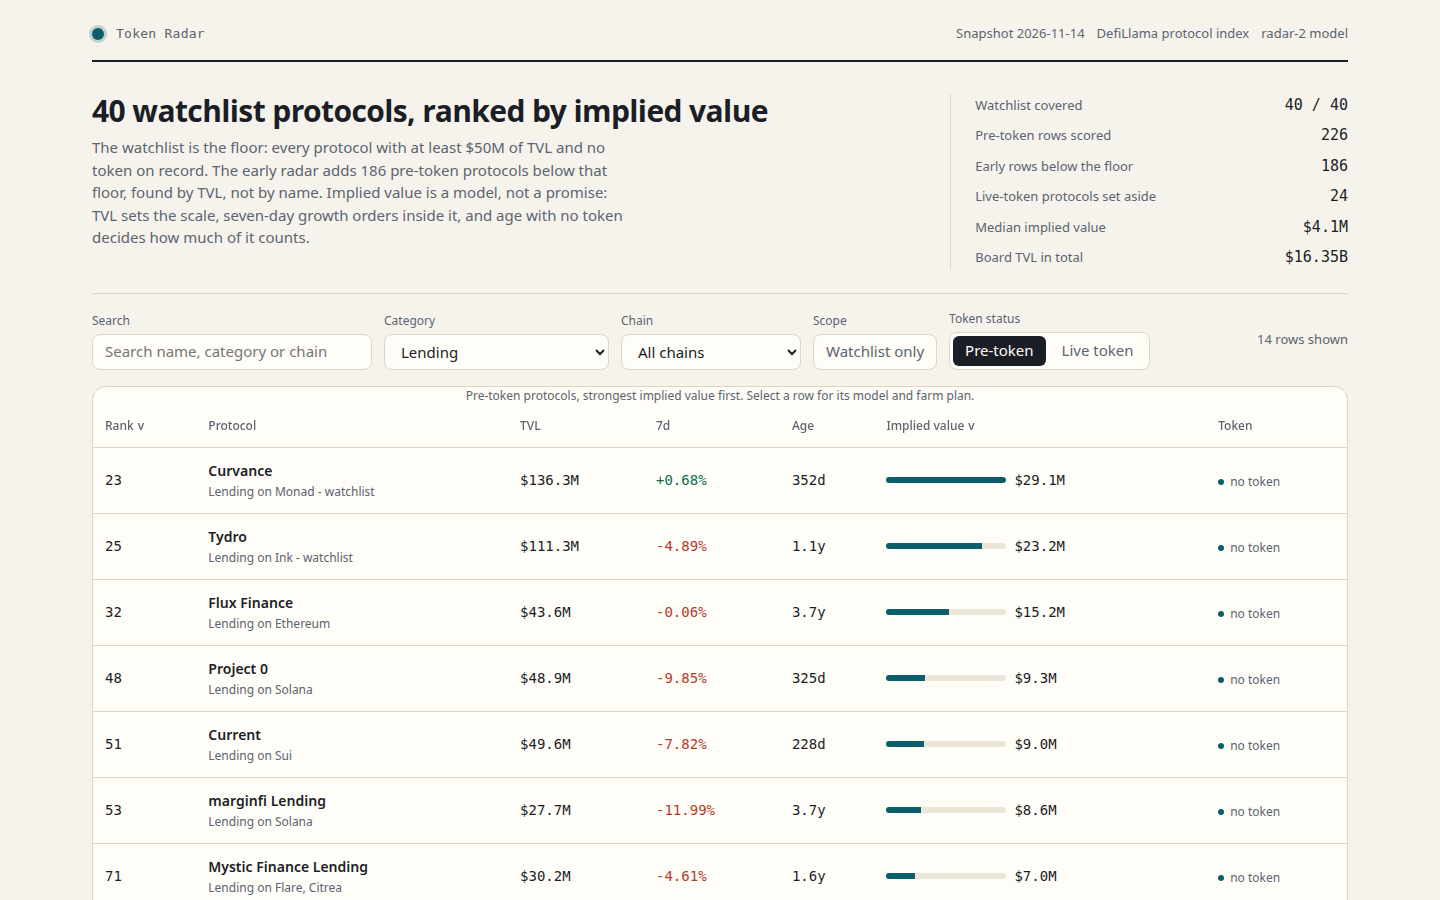 Token Radar
Snapshot 2026-11-14 DefiLlama protocol index radar-2 model
40 watchlist protocols, ranked by implied value
The watchlist is the floor: every protocol with at least $50M of TVL and no
token on record. The early radar adds 186 pre-token protocols below that
floor, found by TVL, not by name. Implied value is a model, not a promise:
TVL sets the scale, seven-day growth orders inside it, and age with no token
decides how much of it counts.
Watchlist covered 40 / 40
Pre-token rows scored 226
Early rows below the floor 186
Live-token protocols set aside 24
Median implied value $4.1M
Board TVL in total $16.35B
Search Category Chain Scope Token status
Search name, category or chain Lending All chains Watchlist only Pre-token Live token 14 rows shown
Pre-token protocols, strongest implied value first. Select a row for its model and farm plan.
Rank v Protocol TVL 7d Age Implied value v Token
23 Curvance $136.3M +0.68% 352d $29.1M no token
Lending on Monad - watchlist
25 Tydro $111.3M -4.89% 1.1y $23.2M no token
Lending on Ink - watchlist
32 Flux Finance $43.6M -0.06% 3.7y $15.2M no token
Lending on Ethereum
48 Project 0 $48.9M -9.85% 325d $9.3M no token
Lending on Solana
51 Current $49.6M -7.82% 228d $9.0M no token
Lending on Sui
53 marginfi Lending $27.7M -11.99% 3.7y $8.6M no token
Lending on Solana
71 Mystic Finance Lending $30.2M -4.61% 1.6y $7.0M no token
Lending on Flare, Citrea